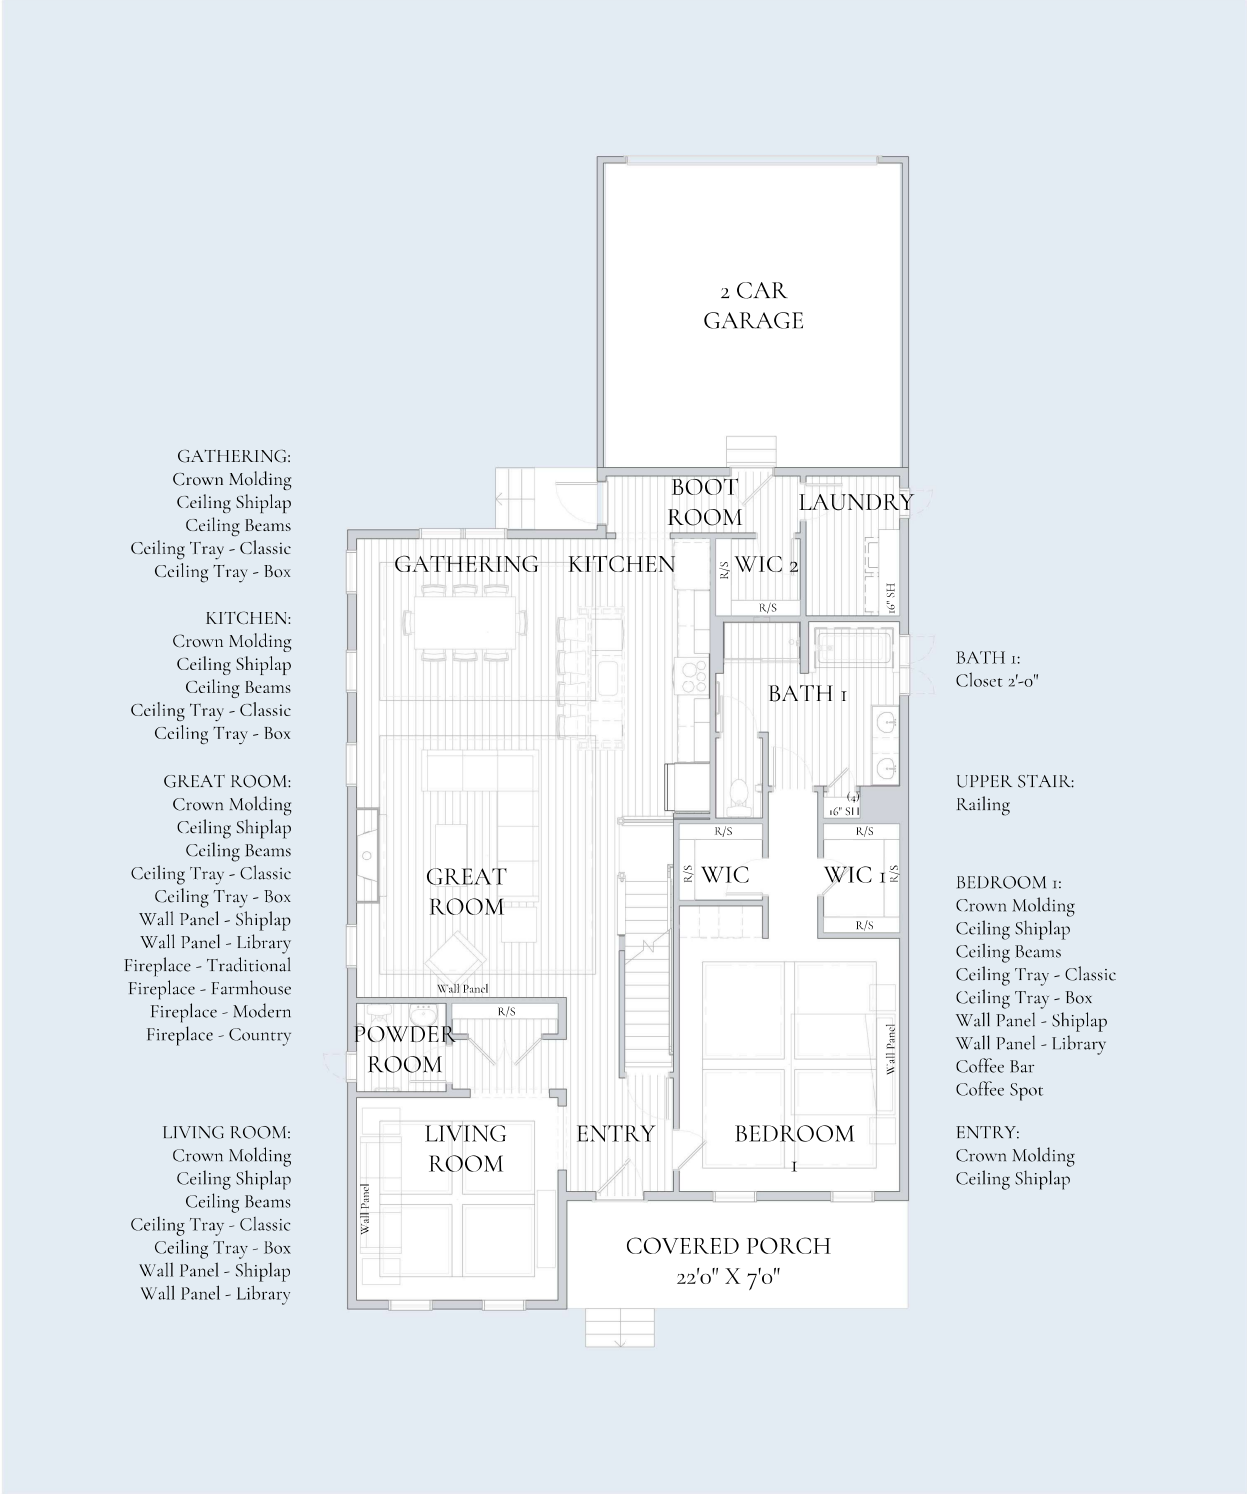 2 CAR
GARAGE
BOOT
ROOM
LAUNDRY
GATHERING
KITCHEN
R/S
WIC 2
R/S
16" SH
BATH 1
(4)
16" SH
R/S
R/S
WIC
R/S
WIC 1
R/S
R/S
GREAT
ROOM
Wall Panel
R/S
POWDER
ROOM
Wall Panel
LIVING
ROOM
ENTRY
BEDROOM
1
Wall Panel
COVERED PORCH
22'0" X 7'0"
GATHERING:
Crown Molding
Ceiling Shiplap
Ceiling Beams
Ceiling Tray - Classic
Ceiling Tray - Box
KITCHEN:
Crown Molding
Ceiling Shiplap
Ceiling Beams
Ceiling Tray - Classic
Ceiling Tray - Box
GREAT ROOM:
Crown Molding
Ceiling Shiplap
Ceiling Beams
Ceiling Tray - Classic
Ceiling Tray - Box
Wall Panel - Shiplap
Wall Panel - Library
Fireplace - Traditional
Fireplace - Farmhouse
Fireplace - Modern
Fireplace - Country
LIVING ROOM:
Crown Molding
Ceiling Shiplap
Ceiling Beams
Ceiling Tray - Classic
Ceiling Tray - Box
Wall Panel - Shiplap
Wall Panel - Library
BATH 1:
Closet 2'-0"
UPPER STAIR:
Railing
BEDROOM 1:
Crown Molding
Ceiling Shiplap
Ceiling Beams
Ceiling Tray - Classic
Ceiling Tray - Box
Wall Panel - Shiplap
Wall Panel - Library
Coffee Bar
Coffee Spot
ENTRY:
Crown Molding
Ceiling Shiplap